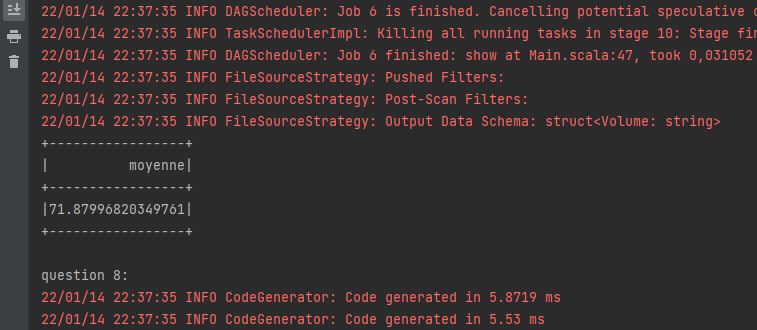 22/01/14 22:37:35 INFO DAGScheduler: Job 6 is finished. Cancelling potential speculative
22/01/14 22:37:35 INFO TaskSchedulerImpl: Killing all running tasks in stage 10: Stage
22/01/14 22:37:35 INFO DAGScheduler: Job 6 finished: show at Main.scala:47, took 0,031052
22/01/14 22:37:35 INFO FileSourceStrategy: Pushed Filters:
22/01/14 22:37:35 INFO FileSourceStrategy: Post-Scan Filters:
22/01/14 22:37:35 INFO FileSourceStrategy: Output Data Schema: struct<Volume: string>
+-----------------+
|          moyenne|
+-----------------+
|71.87996820349761|
+-----------------+
question 8:
22/01/14 22:37:35 INFO CodeGenerator: Code generated in 5.8719 ms
22/01/14 22:37:35 INFO CodeGenerator: Code generated in 5.53 ms